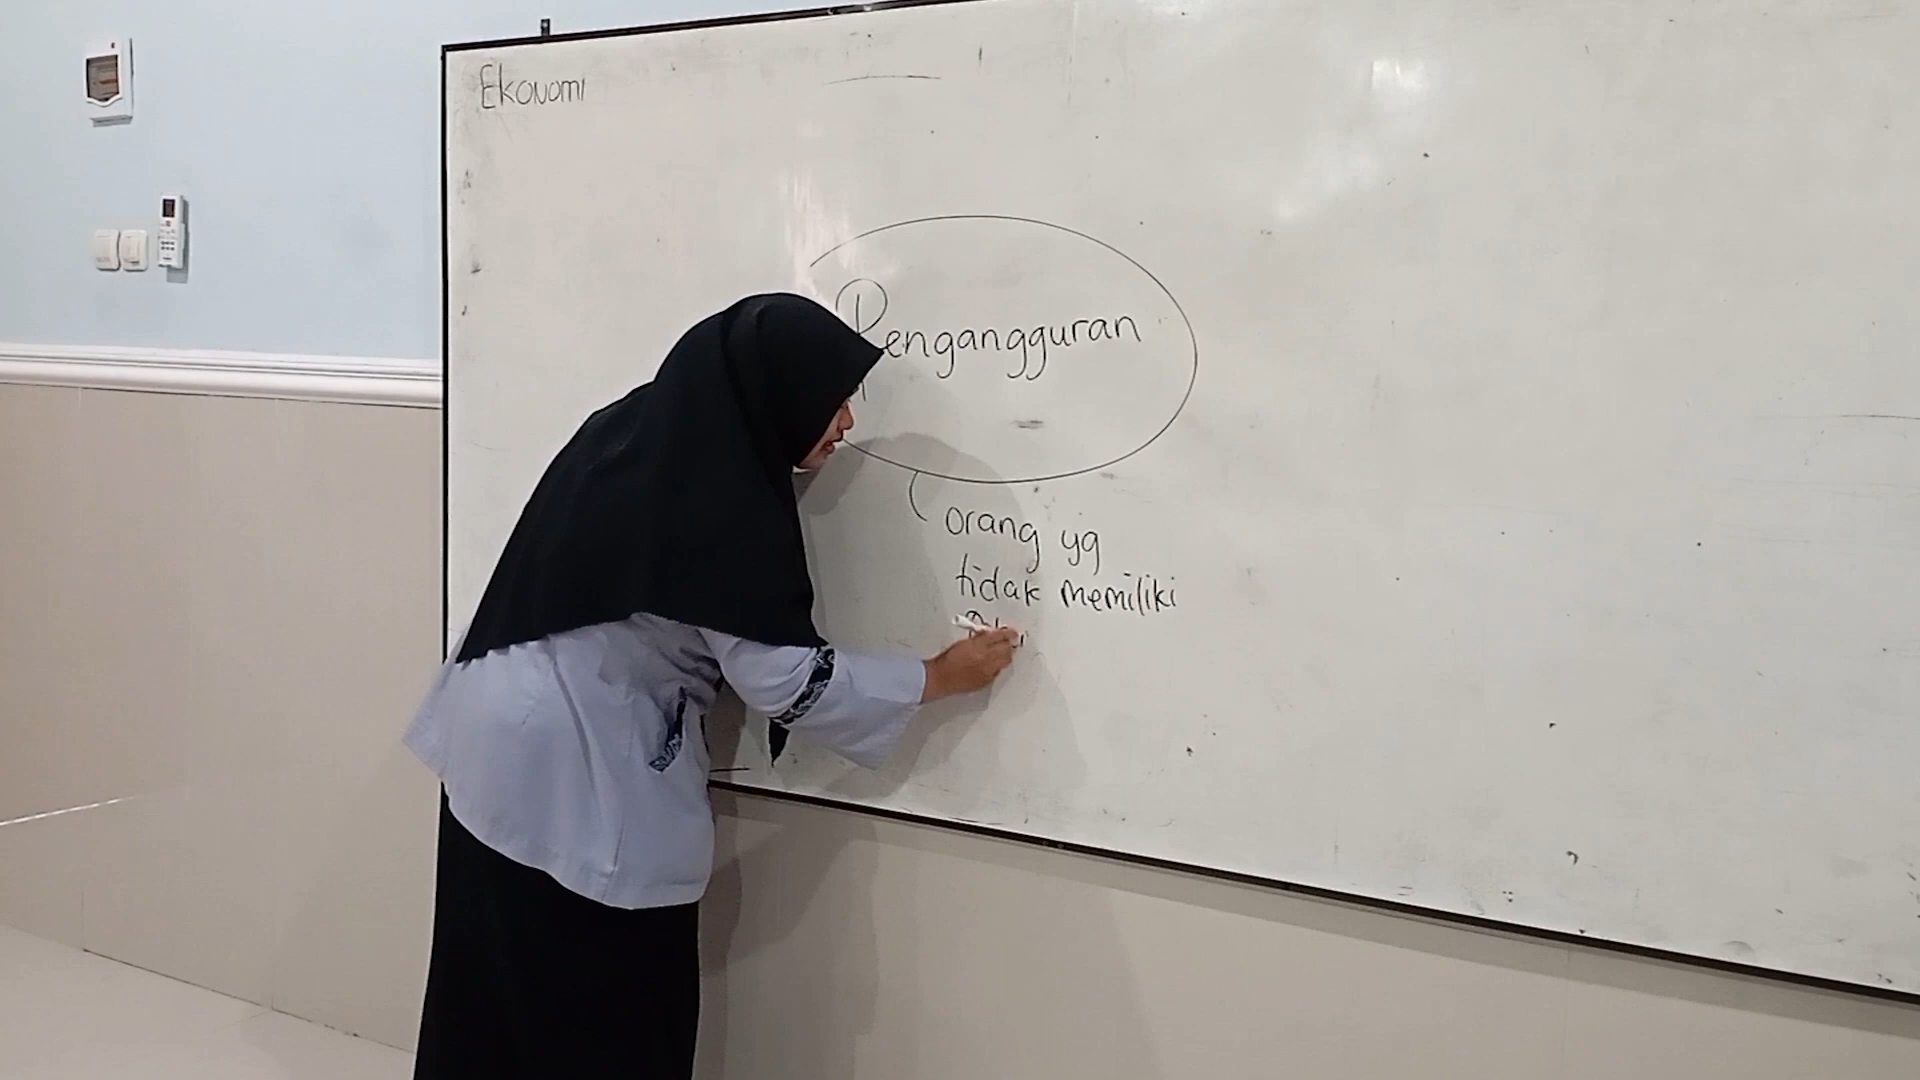 Ekonomi
Pengangguran
orang yg
tidak memiliki